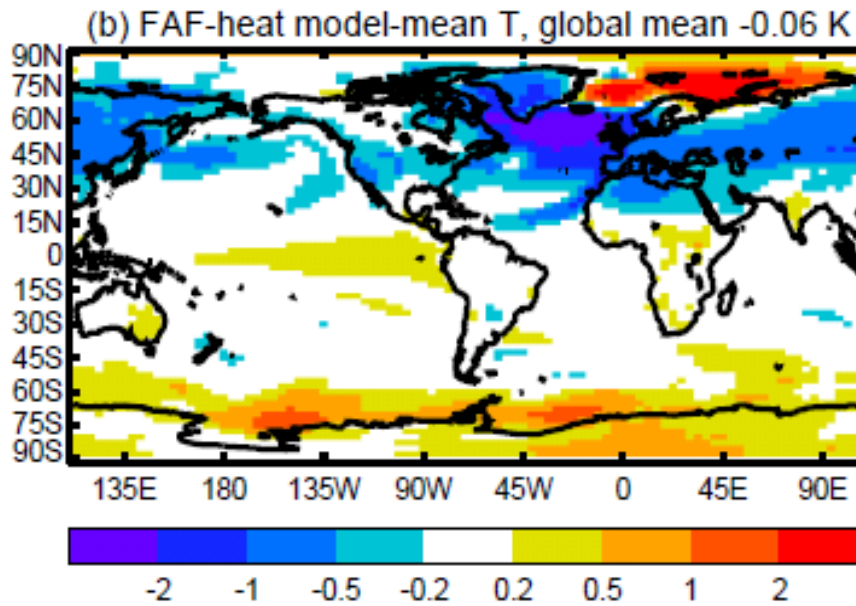 (b) FAF-heat model-mean T, global mean -0.06 K
90N
75N
60N
45N
30N
15N
0
15S
30S
45S
60S
75S
90S
135E 180 135W 90W 45W 0 45E 90E
-2 -1 -0.5 -0.2 0.2 0.5 1 2